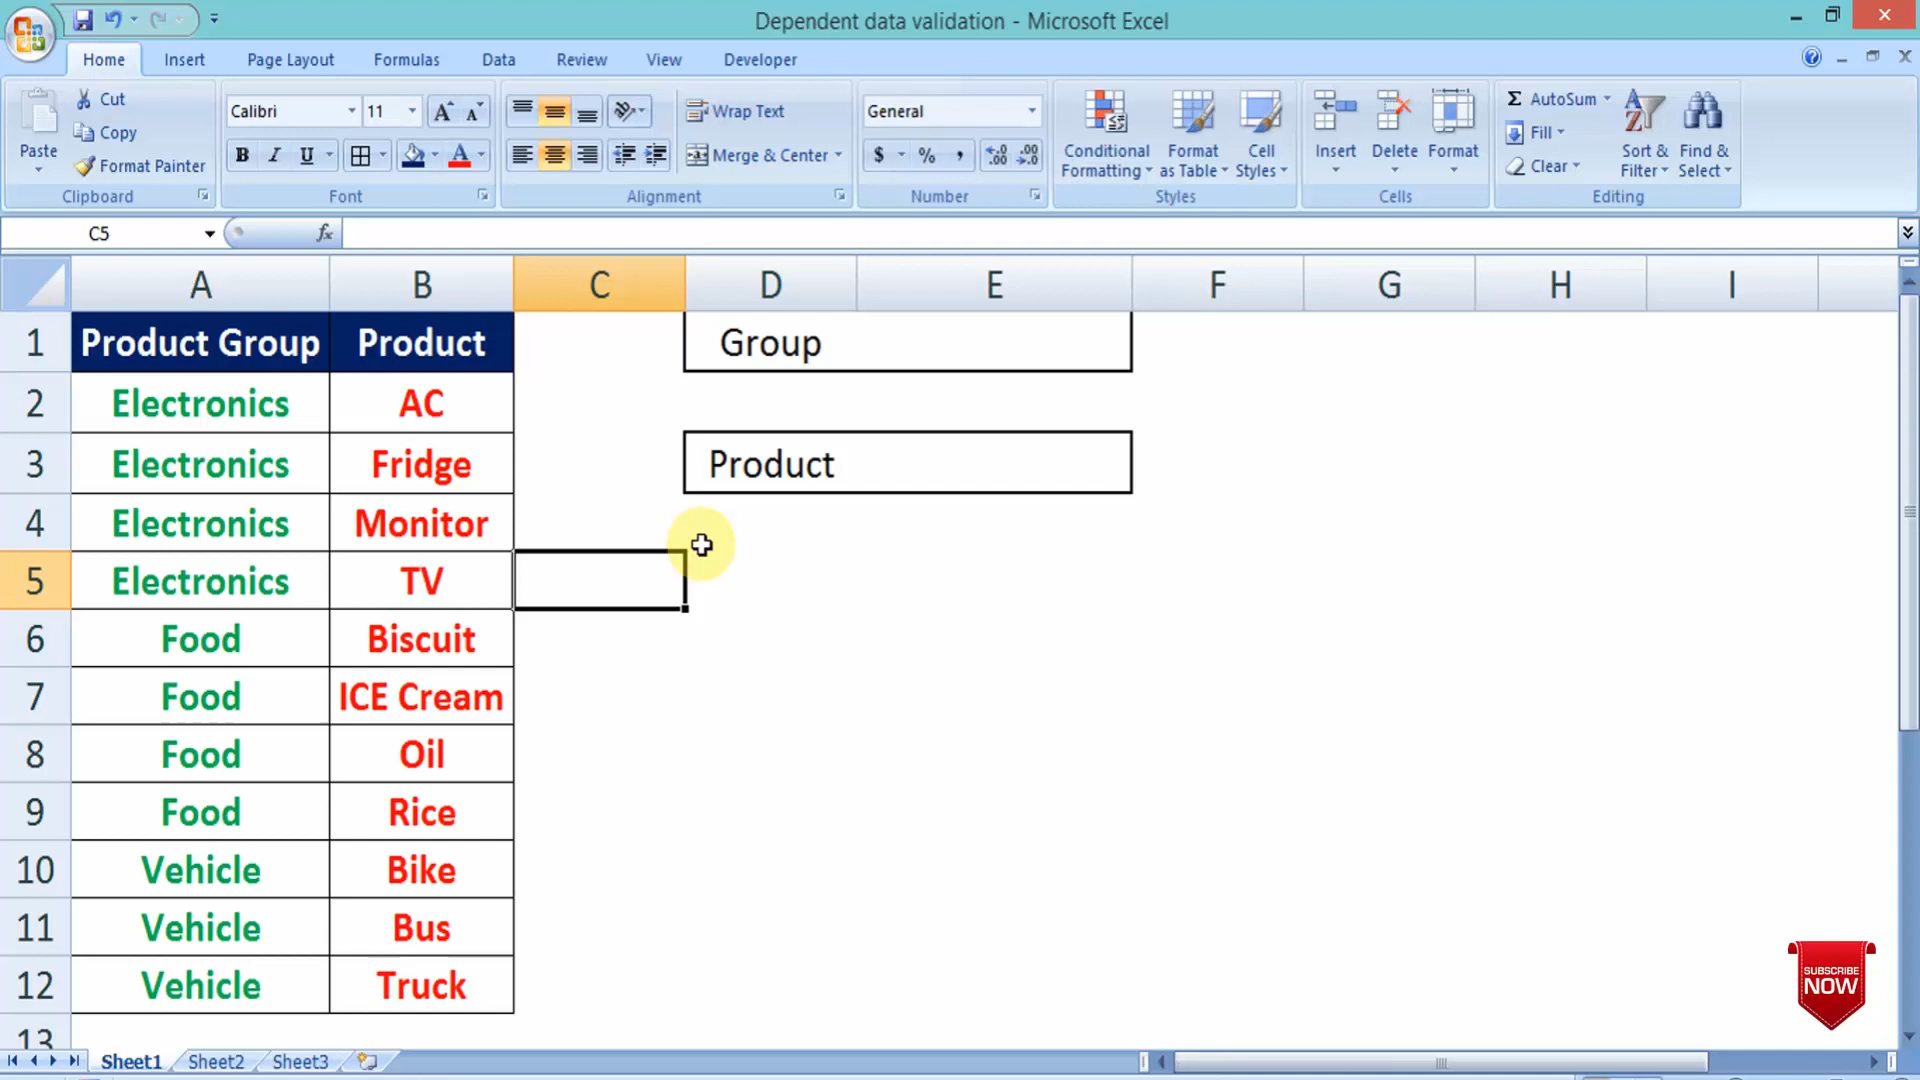 Dependent data validation - Microsoft Excel
Home Insert Page Layout Formulas Data Review View Developer
Paste
Cut
Copy
Format Painter
Clipboard
Calibri 11
B I U
Font
Wrap Text
Merge & Center
Alignment
General
$ % ,
Number
Conditional Formatting
Format as Table
Cell Styles
Styles
Insert Delete Format
Cells
Σ AutoSum
Fill
Clear
Sort & Filter
Find & Select
Editing
C5 fx
A B C D E F G H I
1 Product Group Product Group
2 Electronics AC
3 Electronics Fridge Product
4 Electronics Monitor
5 Electronics TV
6 Food Biscuit
7 Food ICE Cream
8 Food Oil
9 Food Rice
10 Vehicle Bike
11 Vehicle Bus
12 Vehicle Truck
13
SUBSCRIBE
NOW
Sheet1 Sheet2 Sheet3